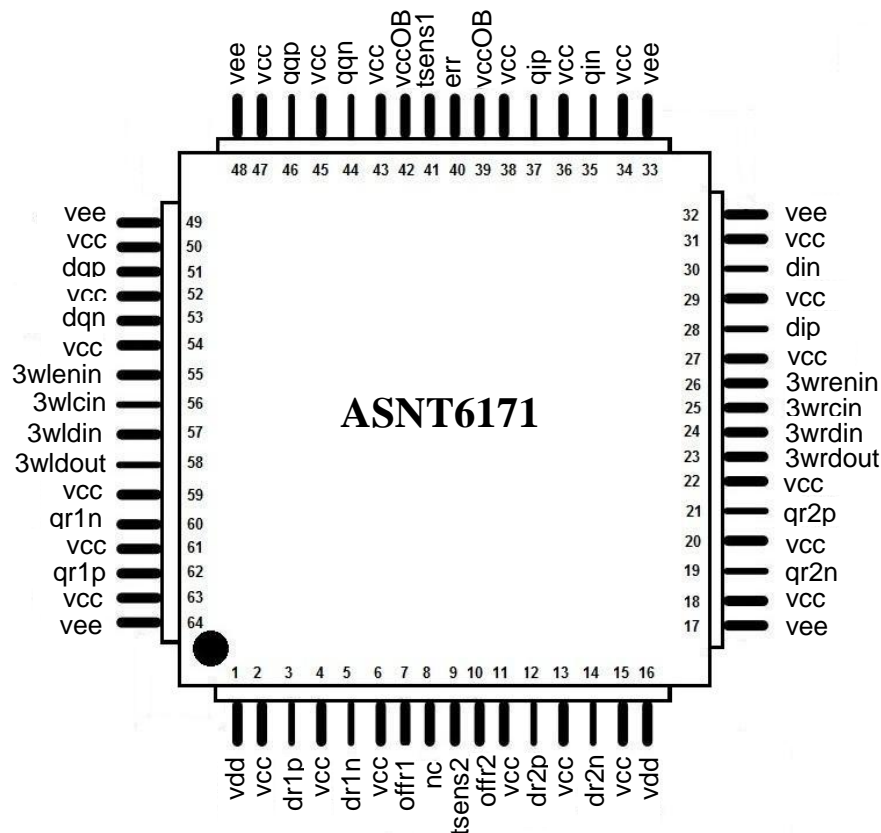 vee vcc qqp vcc qqn vcc vccOB tsens1 err vccOB vcc qip vcc qin vcc vee
48 47 46 45 44 43 42 41 40 39 38 37 36 35 34 33
vee 49
vcc 50
dqp 51
vcc 52
dqn 53
vcc 54
3wlenin 55
3wlcin 56
3wldin 57
3wldout 58
vcc 59
qr1n 60
vcc 61
qr1p 62
vcc 63
vee 64
ASNT6171
32 vee
31 vcc
30 din
29 vcc
28 dip
27 vcc
26 3wrenin
25 3wrcin
24 3wrdin
23 3wrdout
22 vcc
21 qr2p
20 vcc
19 qr2n
18 vcc
17 vee
1 2 3 4 5 6 7 8 9 10 11 12 13 14 15 16
vdd vcc dr1p vcc dr1n vcc offr1 nc tsens2 offr2 vcc dr2p vcc dr2n vcc vdd